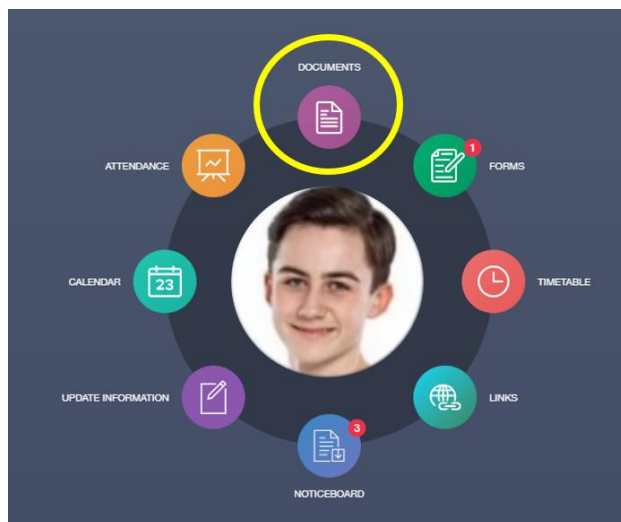 DOCUMENTS
1
ATTENDANCE
FORMS
CALENDAR
23
TIMETABLE
UPDATE INFORMATION
LINKS
3
NOTICEBOARD